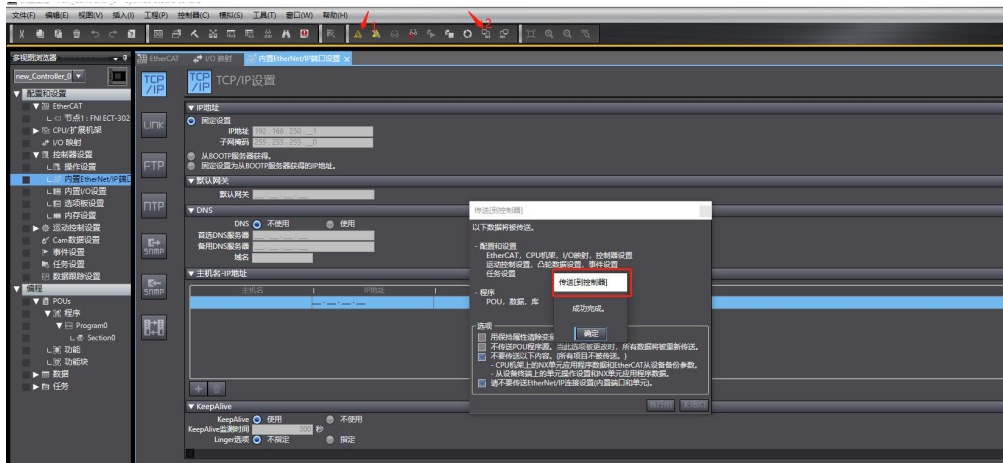 文件(F) 编辑(E) 视图(V) 插入(I) 工程(P) 控制器(C) 模拟(S) 工具(T) 窗口(W) 帮助(H)
1
2
多视图浏览器
EtherCAT
I/O 映射
内置EtherNet/IP端口设置
new_Controller_0
配置和设置
EtherCAT
节点1 : FNI ECT-302
CPU/扩展机架
I/O 映射
控制器设置
操作设置
内置EtherNet/IP端口
内置I/O设置
选项板设置
内存设置
运动控制设置
Cam数据设置
事件设置
任务设置
数据跟踪设置
编程
POUs
程序
Program0
Section0
功能
功能块
数据
任务
TCP/IP
LINK
FTP
NTP
SNMP
SNMP
TCP/IP TCP/IP设置
IP地址
固定设置
IP地址 192 . 168 . 250 . _ _1
子网掩码 255 . 255 . 255 . _ _0
从BOOTP服务器获得。
固定设置为从BOOTP服务器获得的IP地址。
默认网关
默认网关
DNS
DNS 不使用 使用
首选DNS服务器
备用DNS服务器
域名
主机名-IP地址
主机名 IP地址
KeepAlive
KeepAlive 使用 不使用
KeepAlive监测时间 300 秒
Linger选项 不指定 指定
传送[到控制器]
以下数据将被传送。
- 配置和设置
EtherCAT，CPU机架，I/O映射，控制器设置
运动控制设置，凸轮数据设置，事件设置
任务设置
- 程序
POU，数据，库
传送[到控制器]
成功完成。
确定
选项
用保持属性清除变
不传送POU程序源。当此选项被更改时，所有数据将被重新传送。
不要传送以下内容。(所有项目不被传送。)
- CPU机架上的NX单元应用程序数据和EtherCAT从设备备份参数。
- 从设备终端上的单元操作设置和NX单元应用程序数据。
请不要传送EtherNet/IP连接设置(内置端口和单元)。
执行(E) 关闭(C)